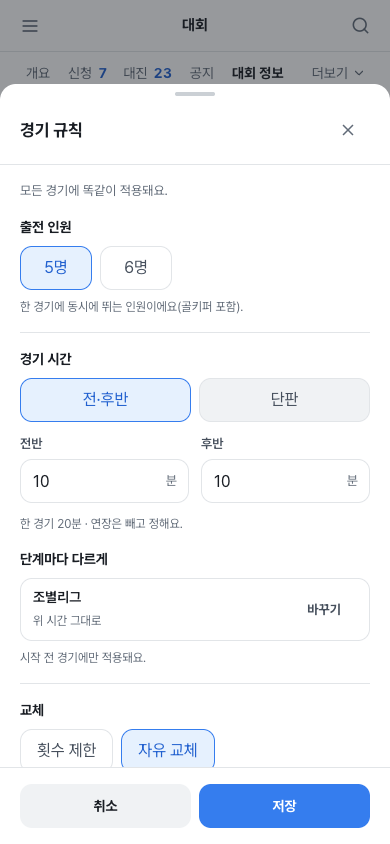 대회
개요 신청 7 대진 23 공지 대회 정보 더보기
경기 규칙
모든 경기에 똑같이 적용돼요.
출전 인원
5명 6명
한 경기에 동시에 뛰는 인원이에요(골키퍼 포함).
경기 시간
전·후반 단판
전반 후반
10 분 10 분
한 경기 20분 · 연장은 빼고 정해요.
단계마다 다르게
조별리그
위 시간 그대로
바꾸기
시작 전 경기에만 적용돼요.
교체
횟수 제한 자유 교체
취소 저장